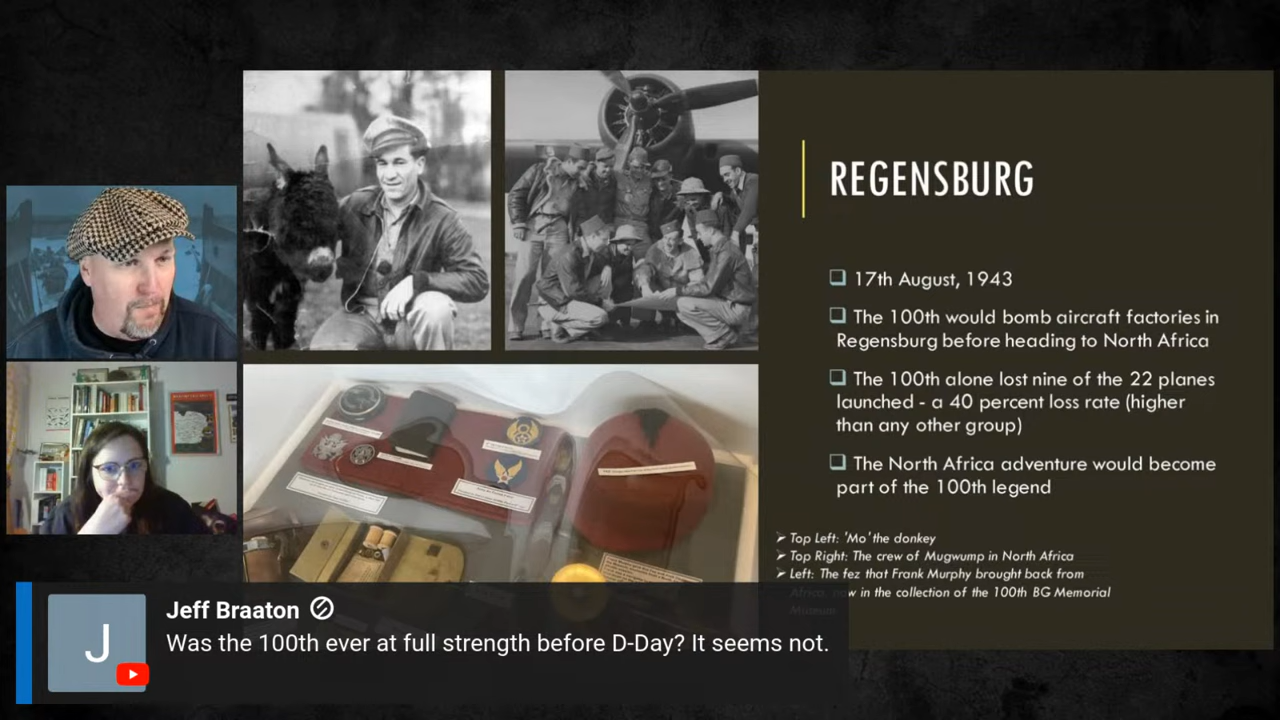 REGENSBURG
❑ 17th August, 1943
❑ The 100th would bomb aircraft factories in
Regensburg before heading to North Africa
❑ The 100th alone lost nine of the 22 planes
launched - a 40 percent loss rate (higher
than any other group)
❑ The North Africa adventure would become
part of the 100th legend
➢ Top Left: 'Mo' the donkey
➢ Top Right: The crew of Mugwump in North Africa
➢ Left: The fez that Frank Murphy brought back from
Africa, now in the collection of the 100th BG Memorial
Museum
J
Jeff Braaton
Was the 100th ever at full strength before D-Day? It seems not.